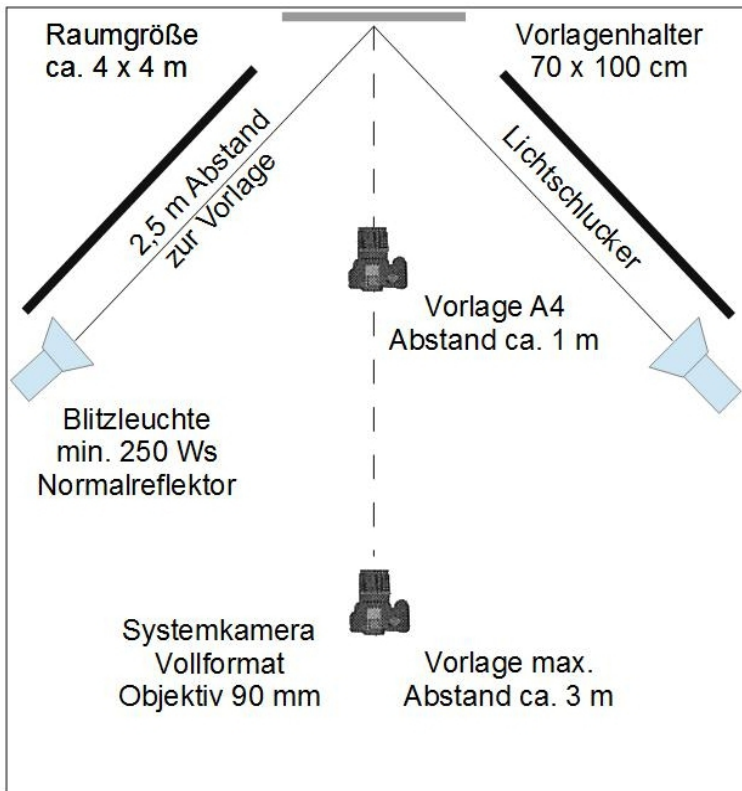 Raumgröße
ca. 4 x 4 m
Vorlagenhalter
70 x 100 cm
2,5 m Abstand
zur Vorlage
Lichtschlucker
Vorlage A4
Abstand ca. 1 m
Blitzleuchte
min. 250 Ws
Normalreflektor
Systemkamera
Vollformat
Objektiv 90 mm
Vorlage max.
Abstand ca. 3 m